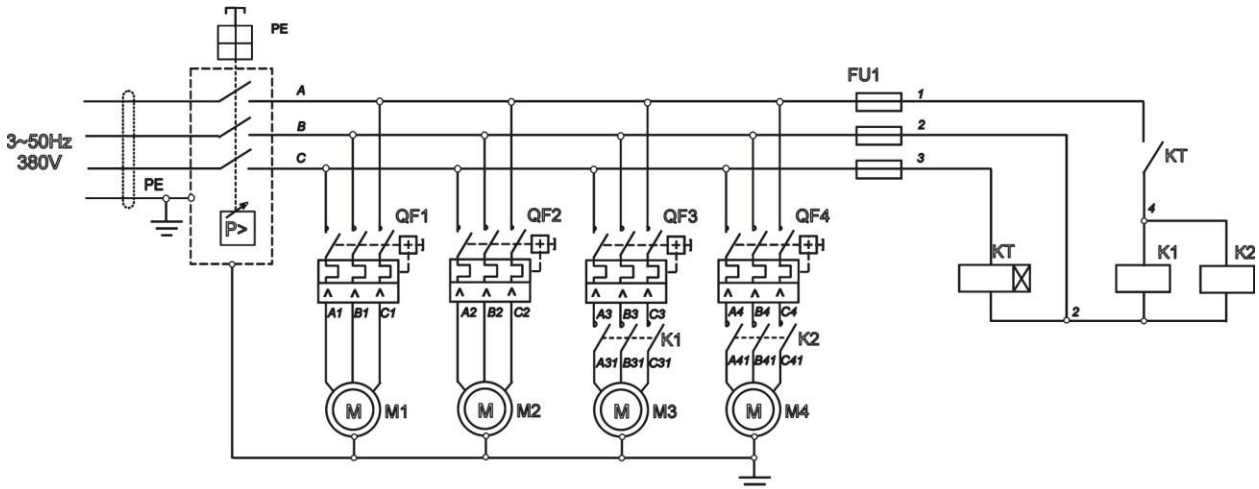 PE
A
FU1
1
3~50Hz
380V
B
2
KT
C
3
PE
4
P>
QF1
QF2
QF3
QF4
KT
K1
K2
A1 B1 C1
A2 B2 C2
A3 B3 C3
A4 B4 C4
2
K1
K2
A31 B31 C31
A41 B41 C41
M M1
M M2
M M3
M M4